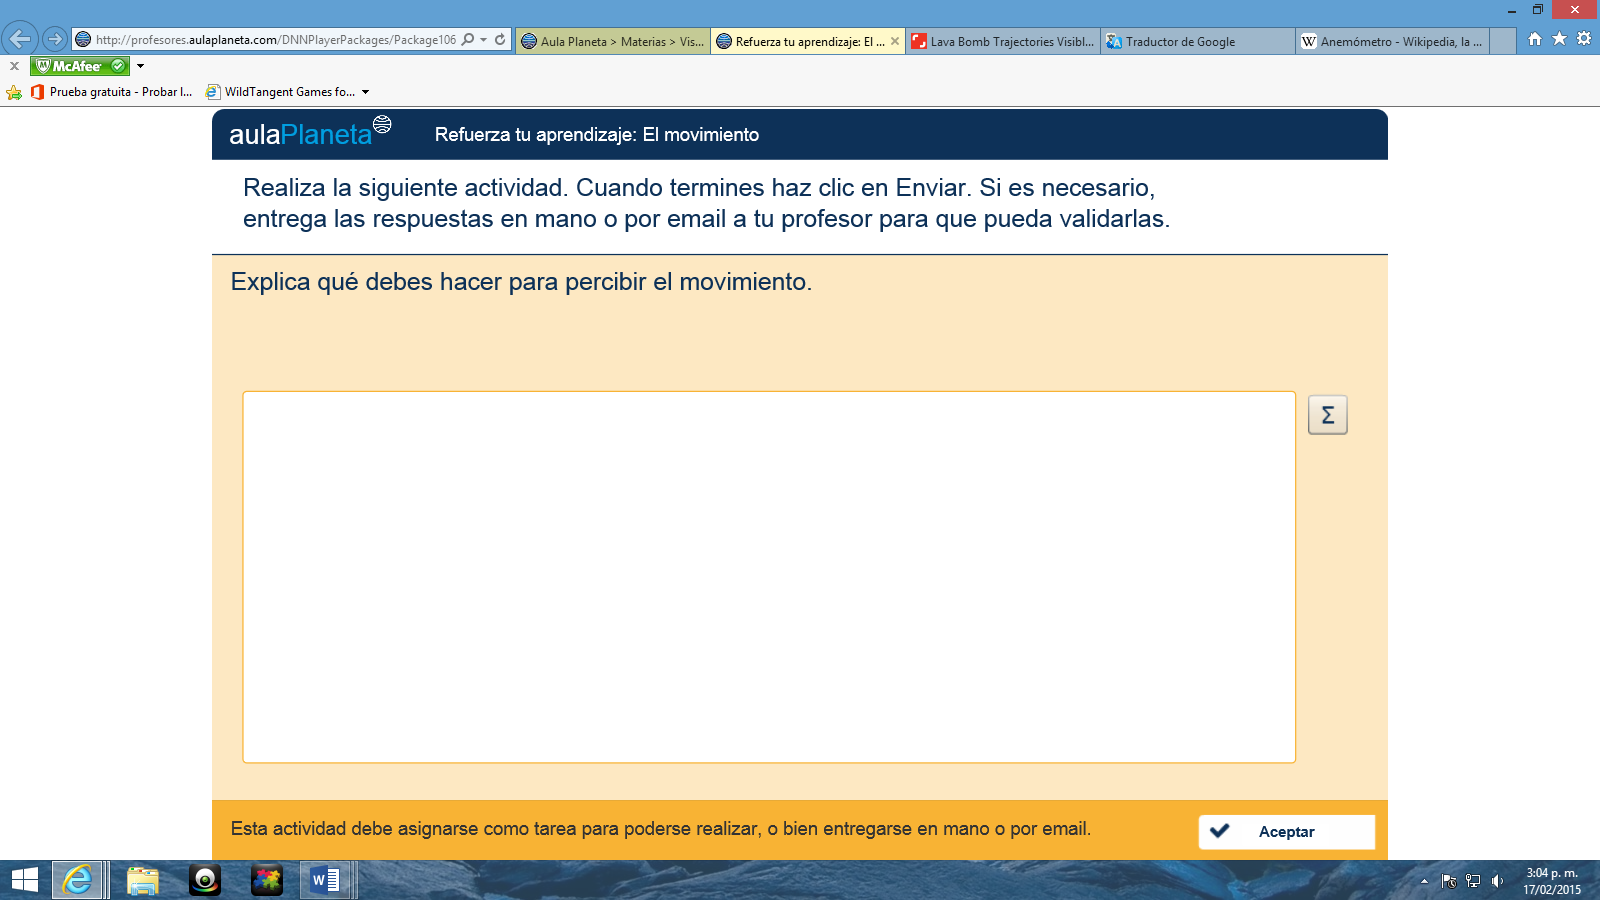 http://profesores.aulaplaneta.com/DNNPlayerPackages/Package106
Aula Planeta > Materias > Vis...
Refuerza tu aprendizaje: El ...
Lava Bomb Trajectories Visibl...
Traductor de Google
W Anemómetro - Wikipedia, la ...
McAfee
Prueba gratuita - Probar l...
WildTangent Games fo...
aulaPlaneta
Refuerza tu aprendizaje: El movimiento
Realiza la siguiente actividad. Cuando termines haz clic en Enviar. Si es necesario,
entrega las respuestas en mano o por email a tu profesor para que pueda validarlas.
Explica qué debes hacer para percibir el movimiento.
Σ
Esta actividad debe asignarse como tarea para poderse realizar, o bien entregarse en mano o por email.
Aceptar
3:04 p. m.
17/02/2015